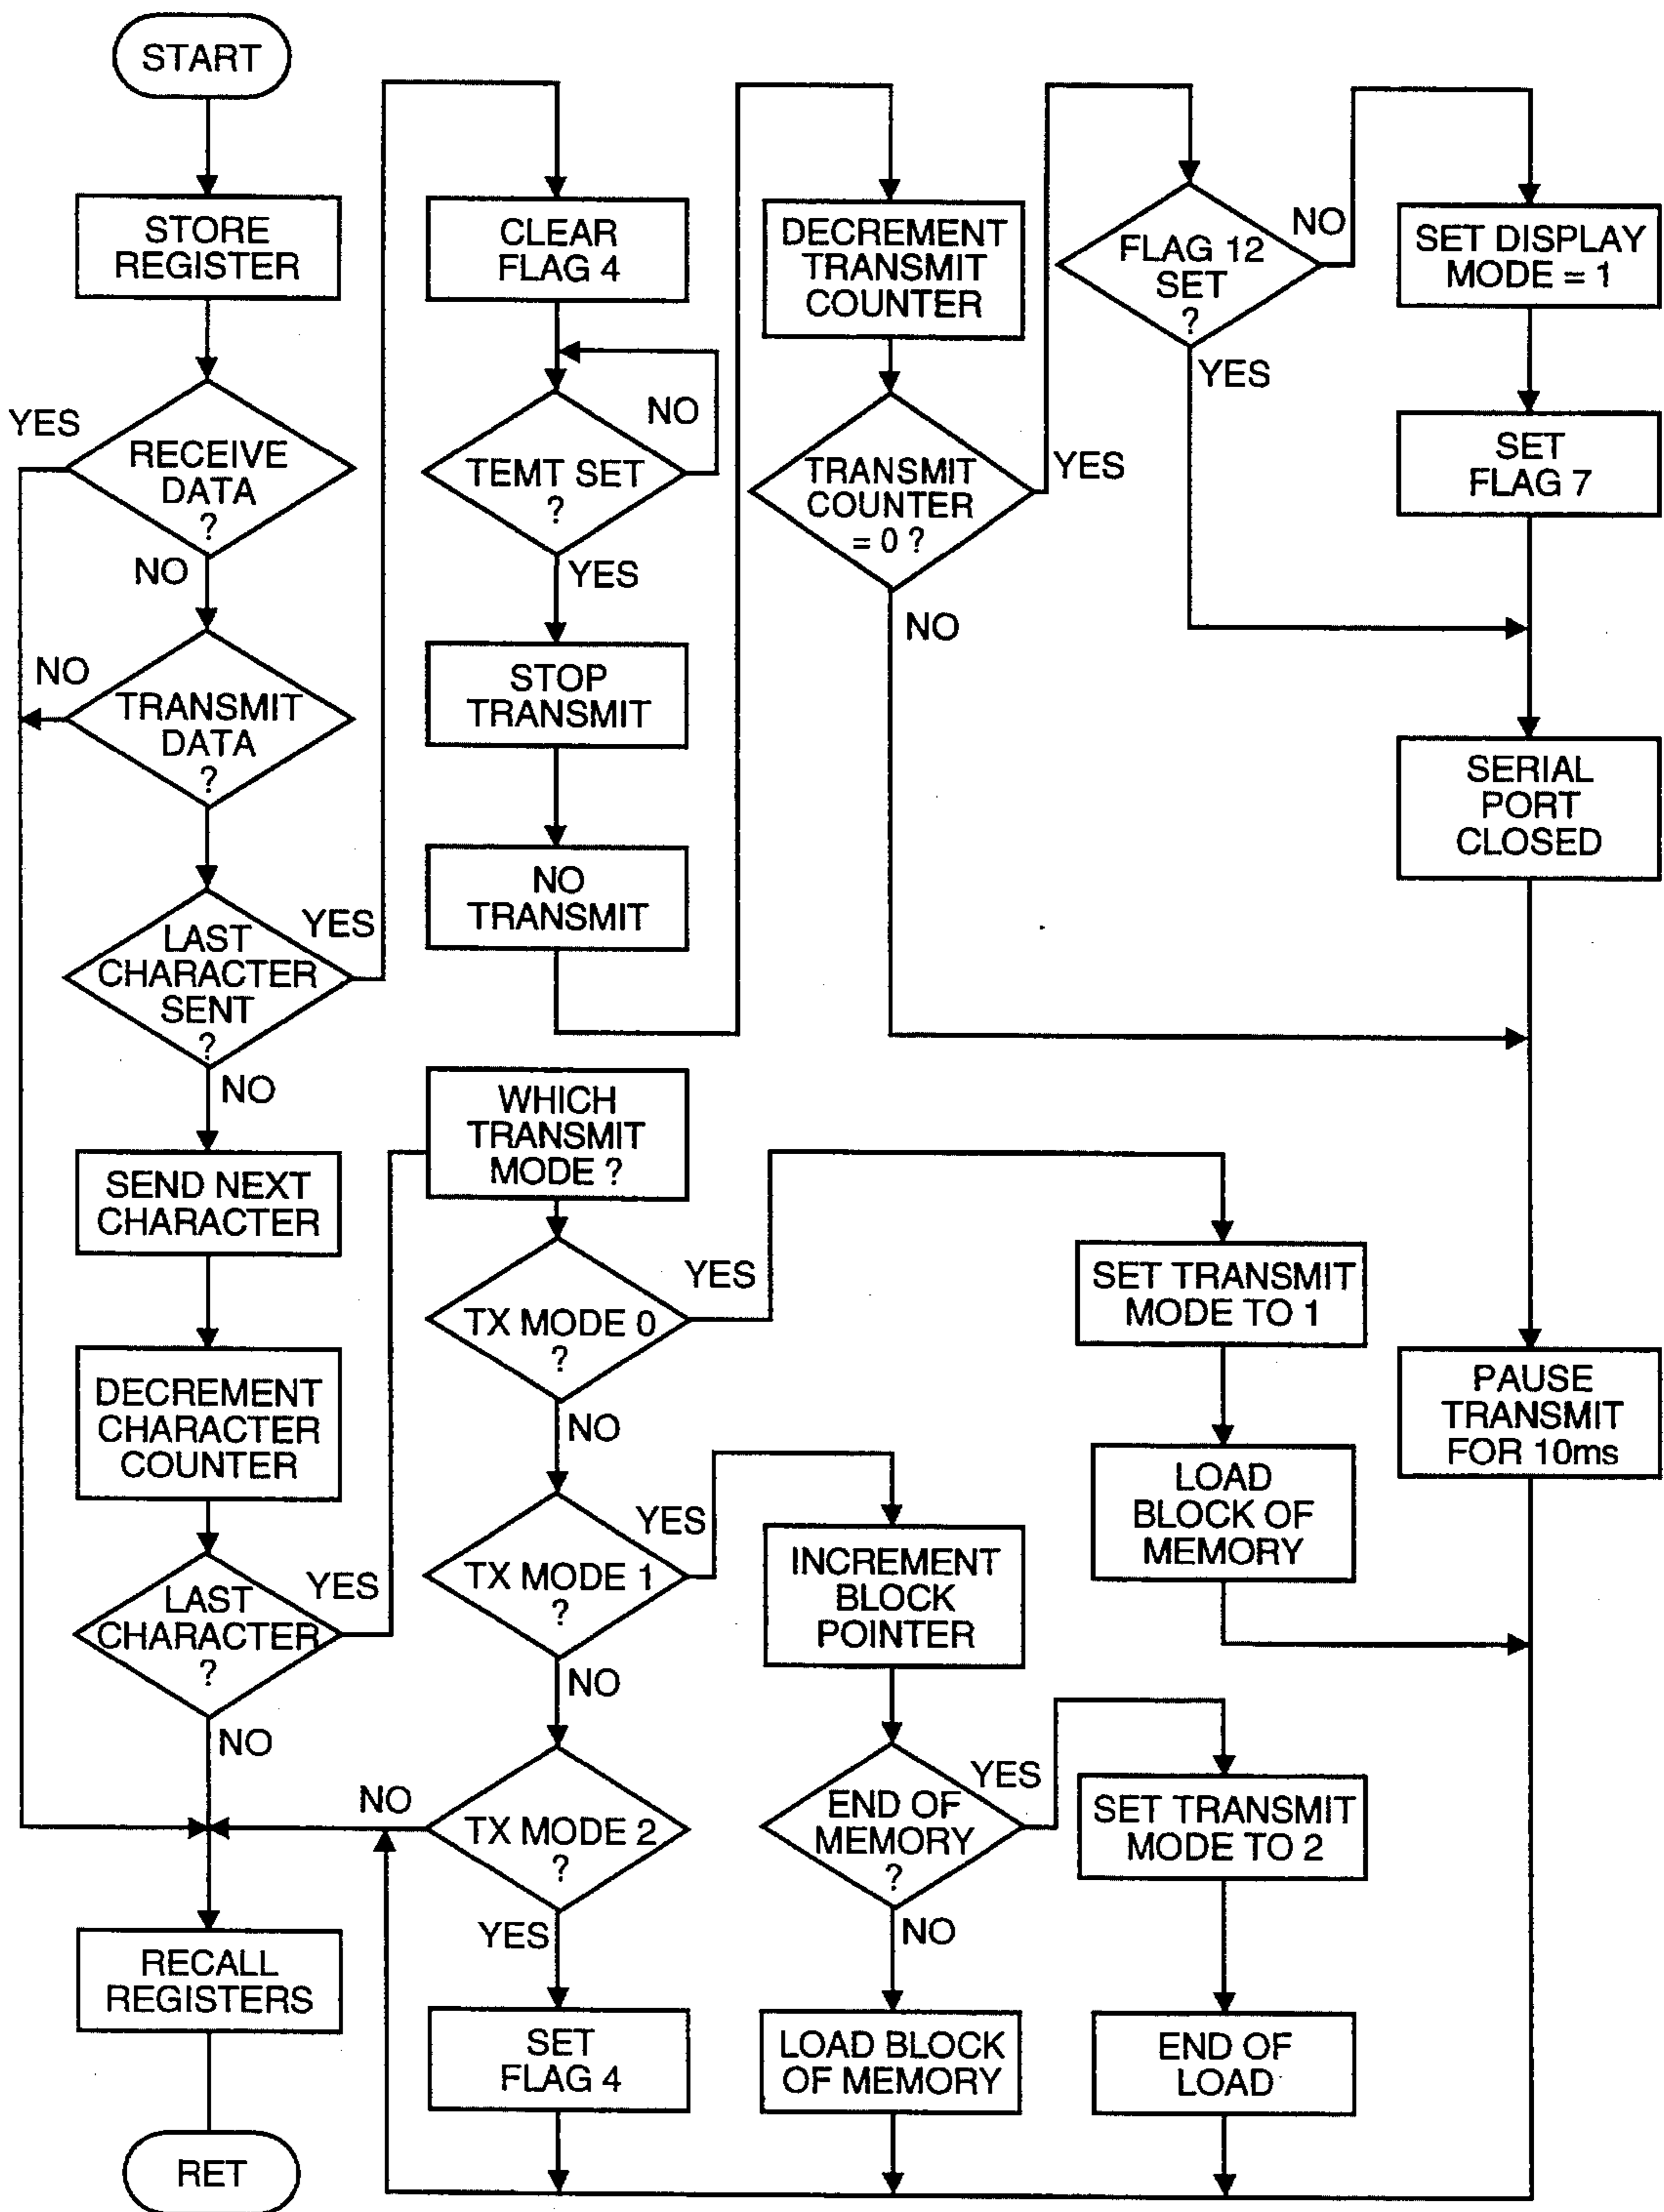 START
STORE
REGISTER
YES
RECEIVE
DATA
?
NO
NO
TRANSMIT
DATA
?
LAST
CHARACTER
SENT
?
YES
NO
SEND NEXT
CHARACTER
DECREMENT
CHARACTER
COUNTER
LAST
CHARACTER
?
YES
NO
RECALL
REGISTERS
RET
CLEAR
FLAG 4
TEMT SET
?
NO
YES
STOP
TRANSMIT
NO
TRANSMIT
WHICH
TRANSMIT
MODE ?
TX MODE 0
?
YES
NO
TX MODE 1
?
YES
NO
TX MODE 2
?
NO
YES
SET
FLAG 4
DECREMENT
TRANSMIT
COUNTER
TRANSMIT
COUNTER
= 0 ?
YES
NO
INCREMENT
BLOCK
POINTER
END OF
MEMORY
?
YES
NO
LOAD BLOCK
OF MEMORY
FLAG 12
SET
?
NO
YES
SET TRANSMIT
MODE TO 1
LOAD
BLOCK OF
MEMORY
SET TRANSMIT
MODE TO 2
END OF
LOAD
SET DISPLAY
MODE = 1
SET
FLAG 7
SERIAL
PORT
CLOSED
PAUSE
TRANSMIT
FOR 10ms